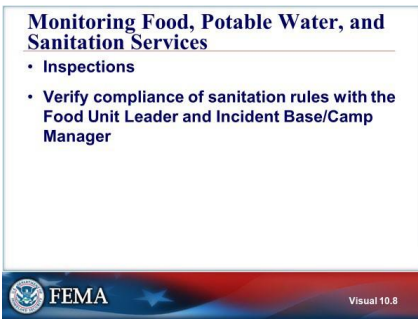 Monitoring Food, Potable Water, and
Sanitation Services
• Inspections
• Verify compliance of sanitation rules with the
Food Unit Leader and Incident Base/Camp
Manager
FEMA
Visual 10.8